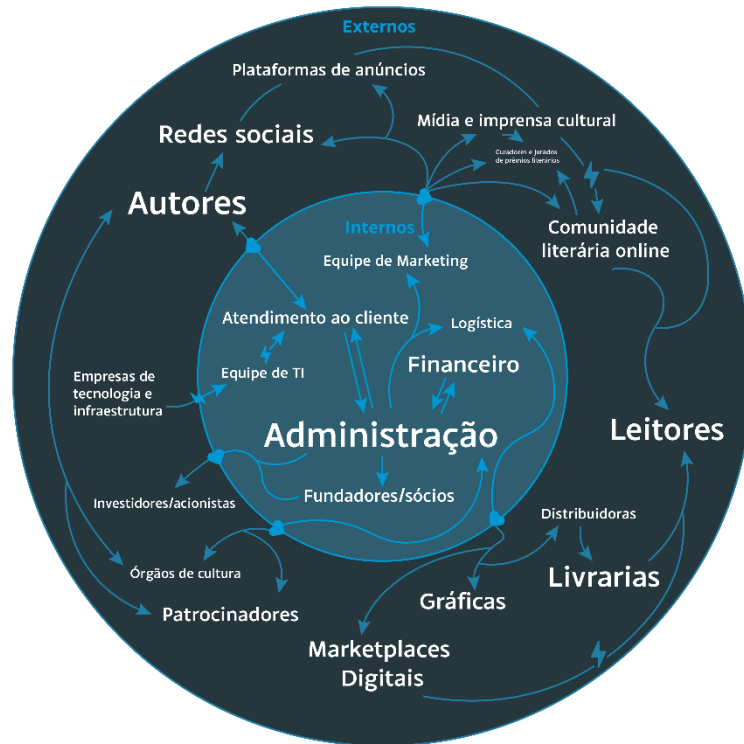 Externos
Plataformas de anúncios
Redes sociais
Mídia e imprensa cultural
Curadores e jurados
de prêmios literários
Autores
Comunidade
literária online
Internos
Equipe de Marketing
Atendimento ao cliente
Logística
Equipe de TI
Financeiro
Empresas de
tecnologia e
infraestrutura
Administração
Leitores
Investidores/acionistas
Fundadores/sócios
Distribuidoras
Órgãos de cultura
Livrarias
Gráficas
Patrocinadores
Marketplaces
Digitais